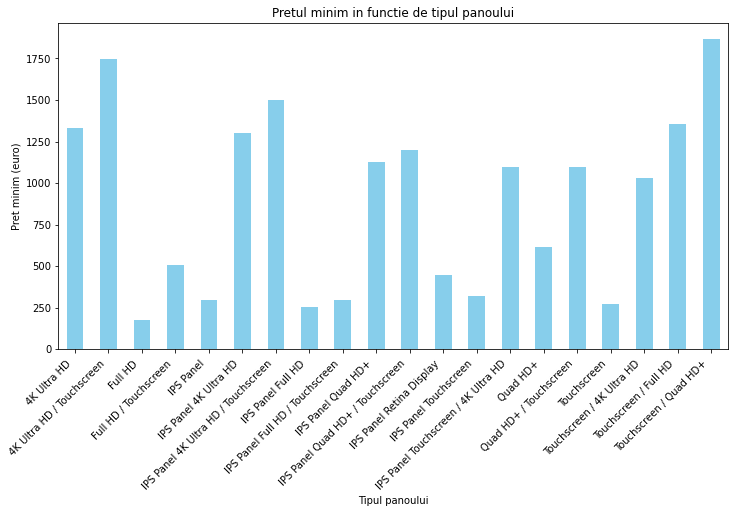 Pretul minim in functie de tipul panoului
Pret minim (euro)
1750
1500
1250
1000
750
500
250
0
4K Ultra HD
4K Ultra HD / Touchscreen
Full HD
Full HD / Touchscreen
IPS Panel
IPS Panel 4K Ultra HD
IPS Panel 4K Ultra HD / Touchscreen
IPS Panel Full HD
IPS Panel Full HD / Touchscreen
IPS Panel Quad HD+
IPS Panel Quad HD+ / Touchscreen
IPS Panel Retina Display
IPS Panel Touchscreen
IPS Panel Touchscreen / 4K Ultra HD
Quad HD+
Quad HD+ / Touchscreen
Touchscreen
Touchscreen / 4K Ultra HD
Touchscreen / Full HD
Touchscreen / Quad HD+
Tipul panoului